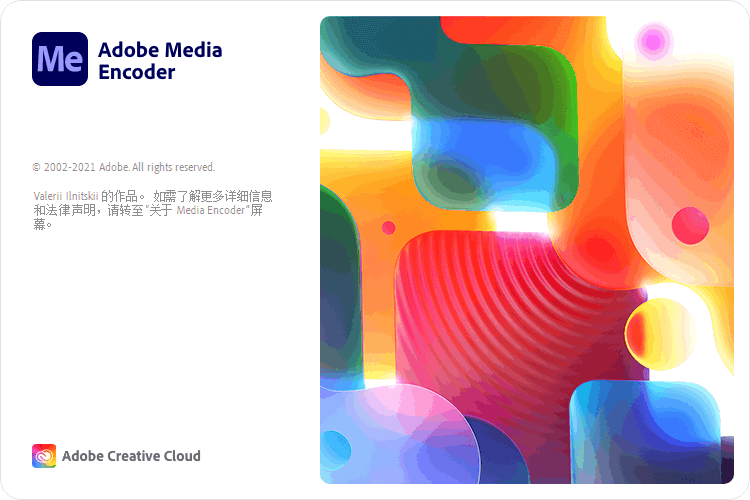 Me
Adobe Media
Encoder
© 2002-2021 Adobe. All rights reserved.
Valerii Ilnitskii 的作品。 如需了解更多详细信息
和法律声明，请转至“关于 Media Encoder”屏
幕。
Adobe Creative Cloud